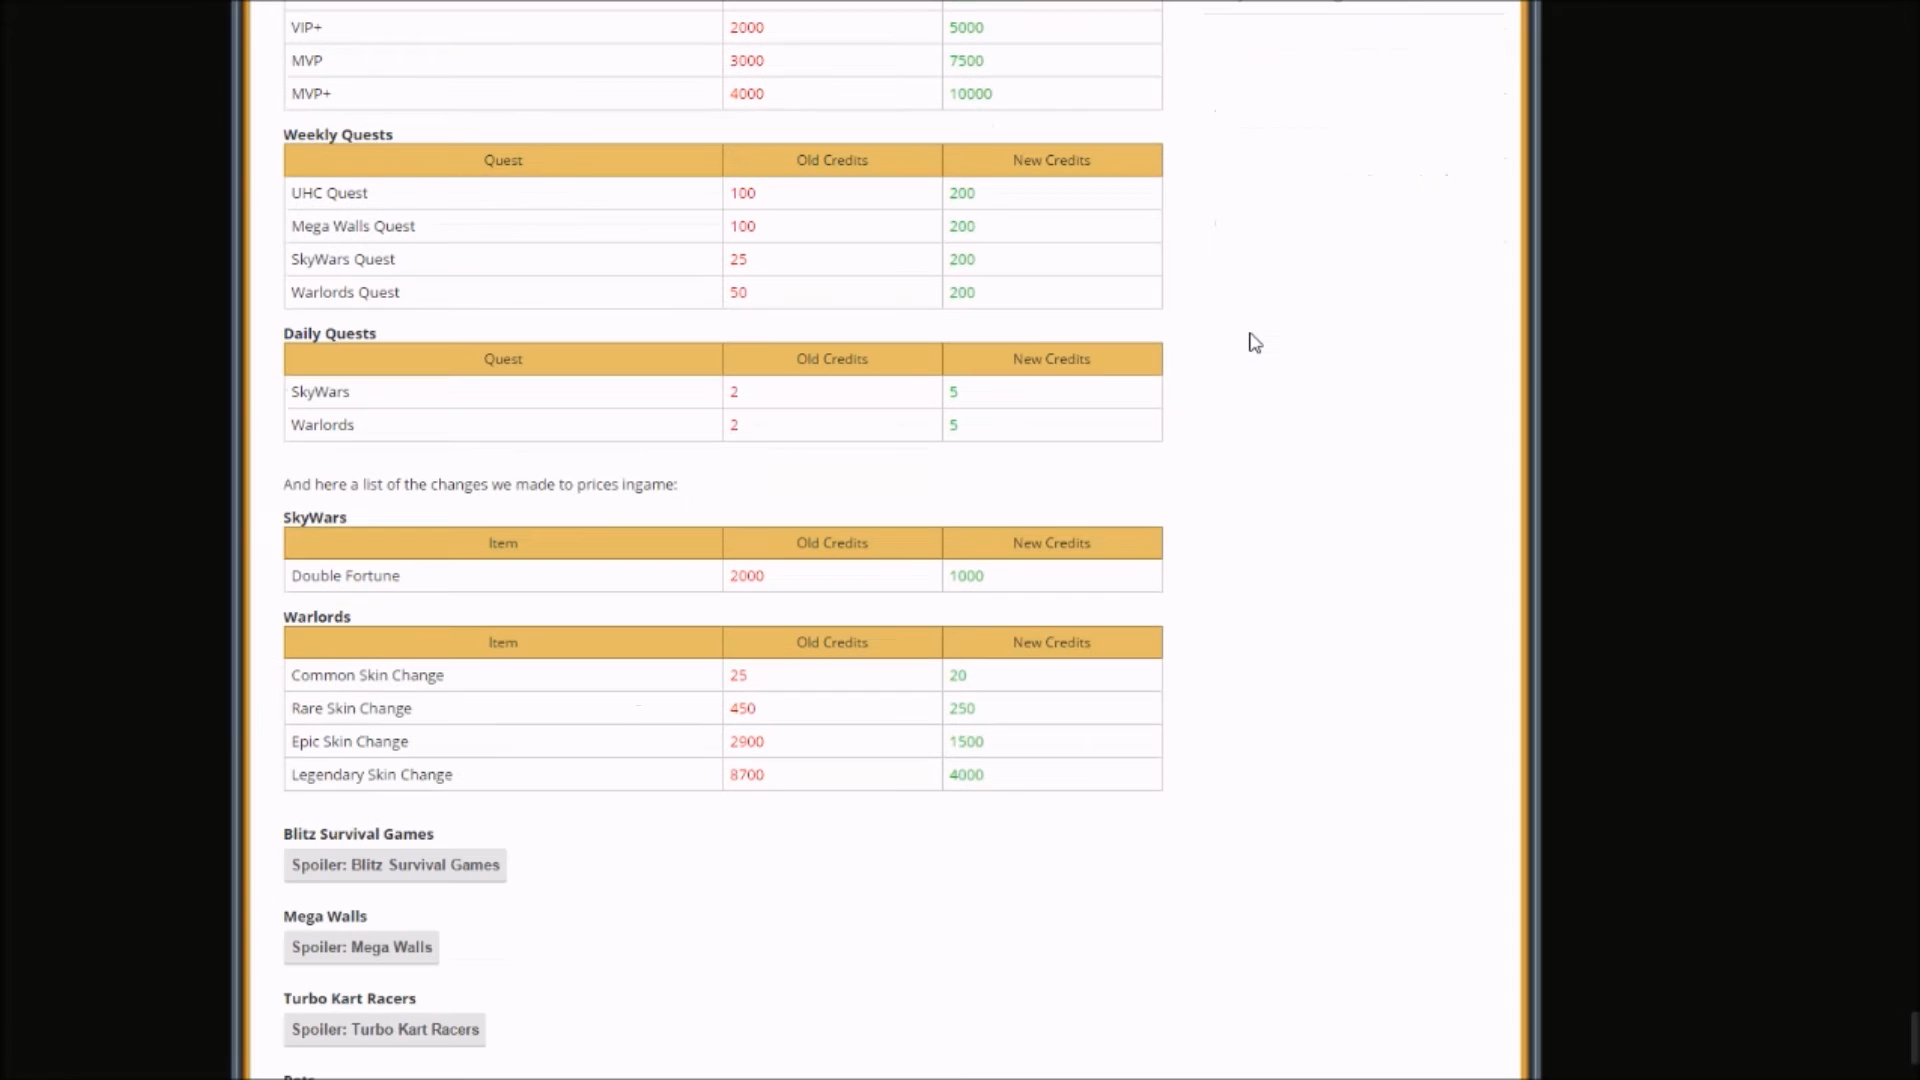 VIP+ 2000 5000
MVP 3000 7500
MVP+ 4000 10000
Weekly Quests
Quest Old Credits New Credits
UHC Quest 100 200
Mega Walls Quest 100 200
SkyWars Quest 25 200
Warlords Quest 50 200
Daily Quests
Quest Old Credits New Credits
SkyWars 2 5
Warlords 2 5
And here a list of the changes we made to prices ingame:
SkyWars
Item Old Credits New Credits
Double Fortune 2000 1000
Warlords
Item Old Credits New Credits
Common Skin Change 25 20
Rare Skin Change 450 250
Epic Skin Change 2900 1500
Legendary Skin Change 8700 4000
Blitz Survival Games
Spoiler: Blitz Survival Games
Mega Walls
Spoiler: Mega Walls
Turbo Kart Racers
Spoiler: Turbo Kart Racers